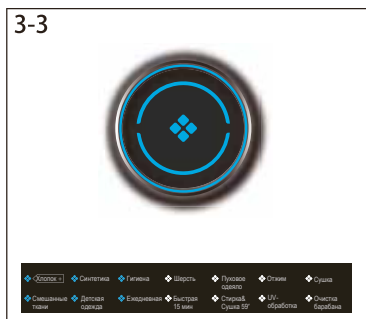 3-3
Хлопок + Синтетика Гигиена Шерсть Пуховое одеяло Отжим Сушка
Смешанные ткани Детская одежда Ежедневная Быстрая 15 мин Стирка& Сушка 59' UV-обработка Очистка барабана